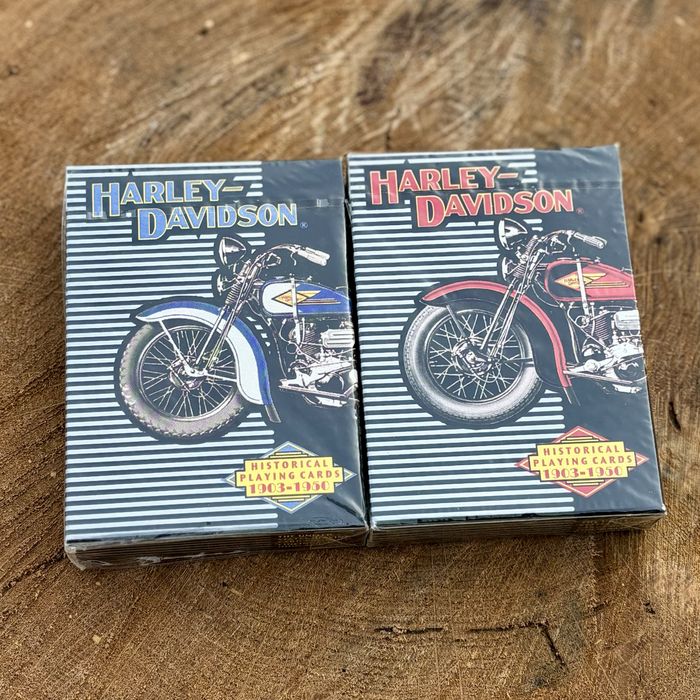 HARLEY-
DAVIDSON®
HISTORICAL
PLAYING CARDS
1903-1950
HARLEY-
DAVIDSON®
HISTORICAL
PLAYING CARDS
1903-1950